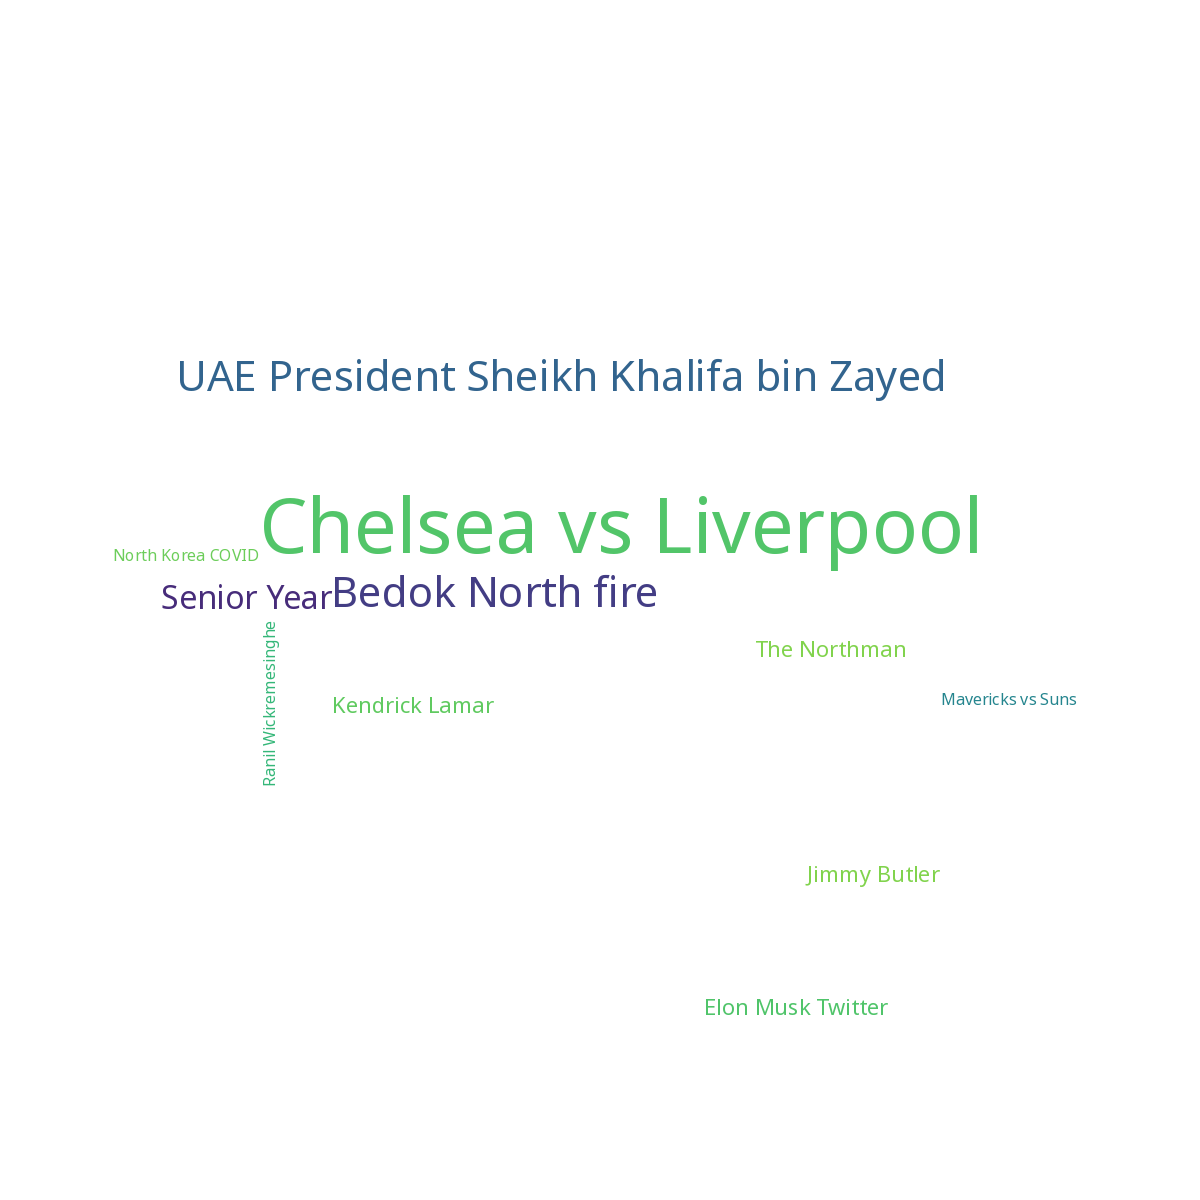 UAE President Sheikh Khalifa bin Zayed
Chelsea vs Liverpool
North Korea COVID
Senior Year
Bedok North fire
Ranil Wickremesinghe
The Northman
Kendrick Lamar
Mavericks vs Suns
Jimmy Butler
Elon Musk Twitter